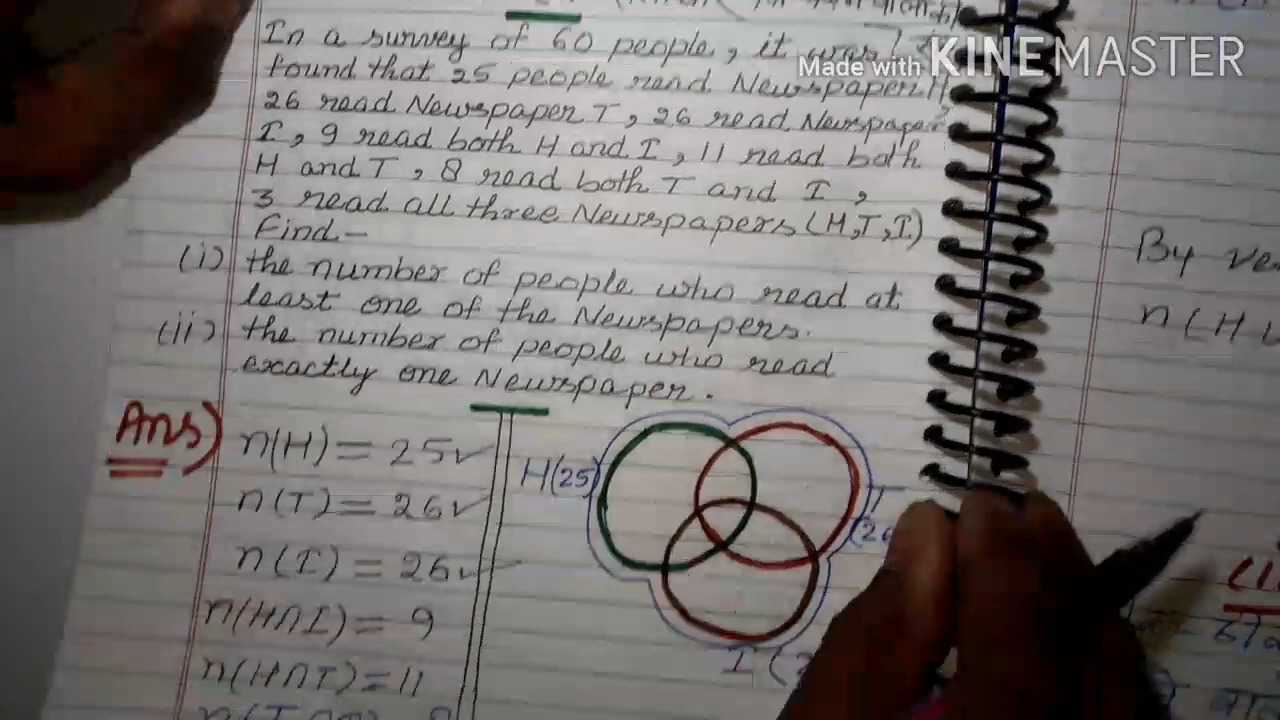 Made with KINEMASTER
In a survey of 60 people, it was
found that 25 people read Newspaper H,
26 read Newspaper T, 26 read Newspaper
I, 9 read both H and I, 11 read both
H and T, 8 read both T and I,
3 read all three Newspapers (H,T,I)
Find-
(i) the number of people who read at
least one of the Newspapers.
(ii) the number of people who read
exactly one Newspaper.
Ans)
n(H) = 25✓
n(T) = 26✓
n(I) = 26✓
n(H∩I) = 9
n(H∩T) = 11
H(25)
I (2
By ve
n(H